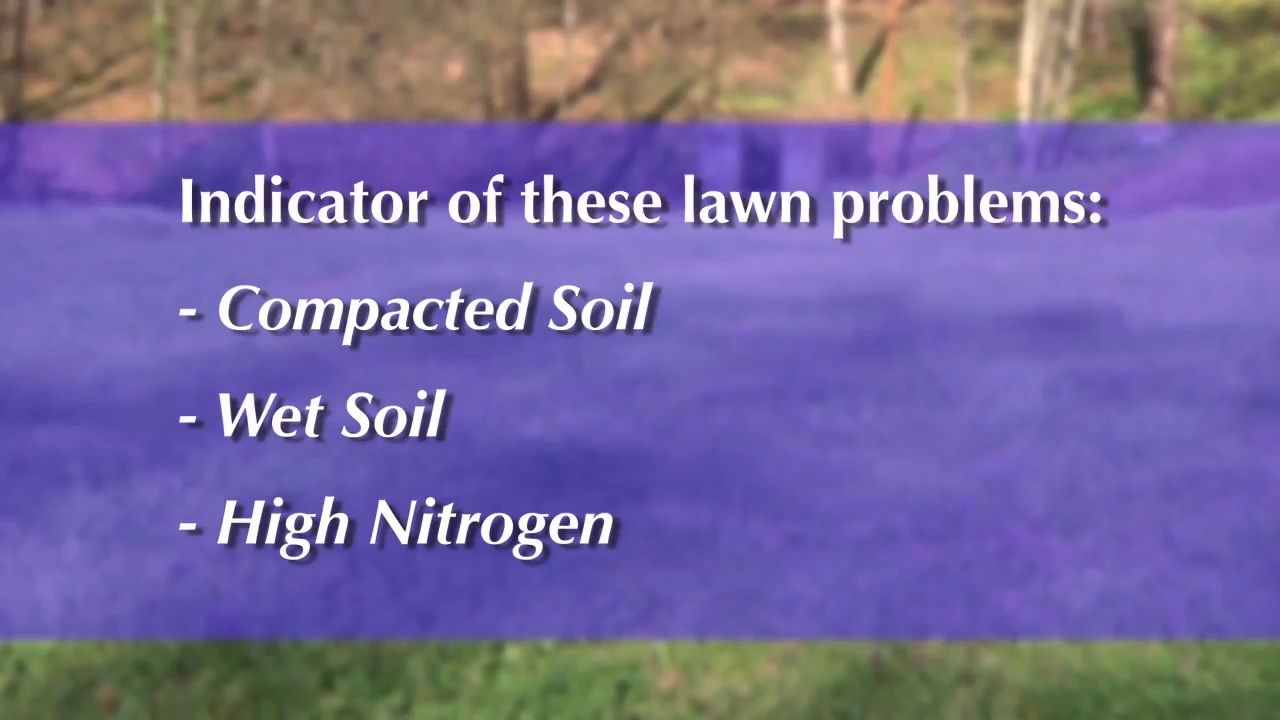 Indicator of these lawn problems:
- Compacted Soil
- Wet Soil
- High Nitrogen